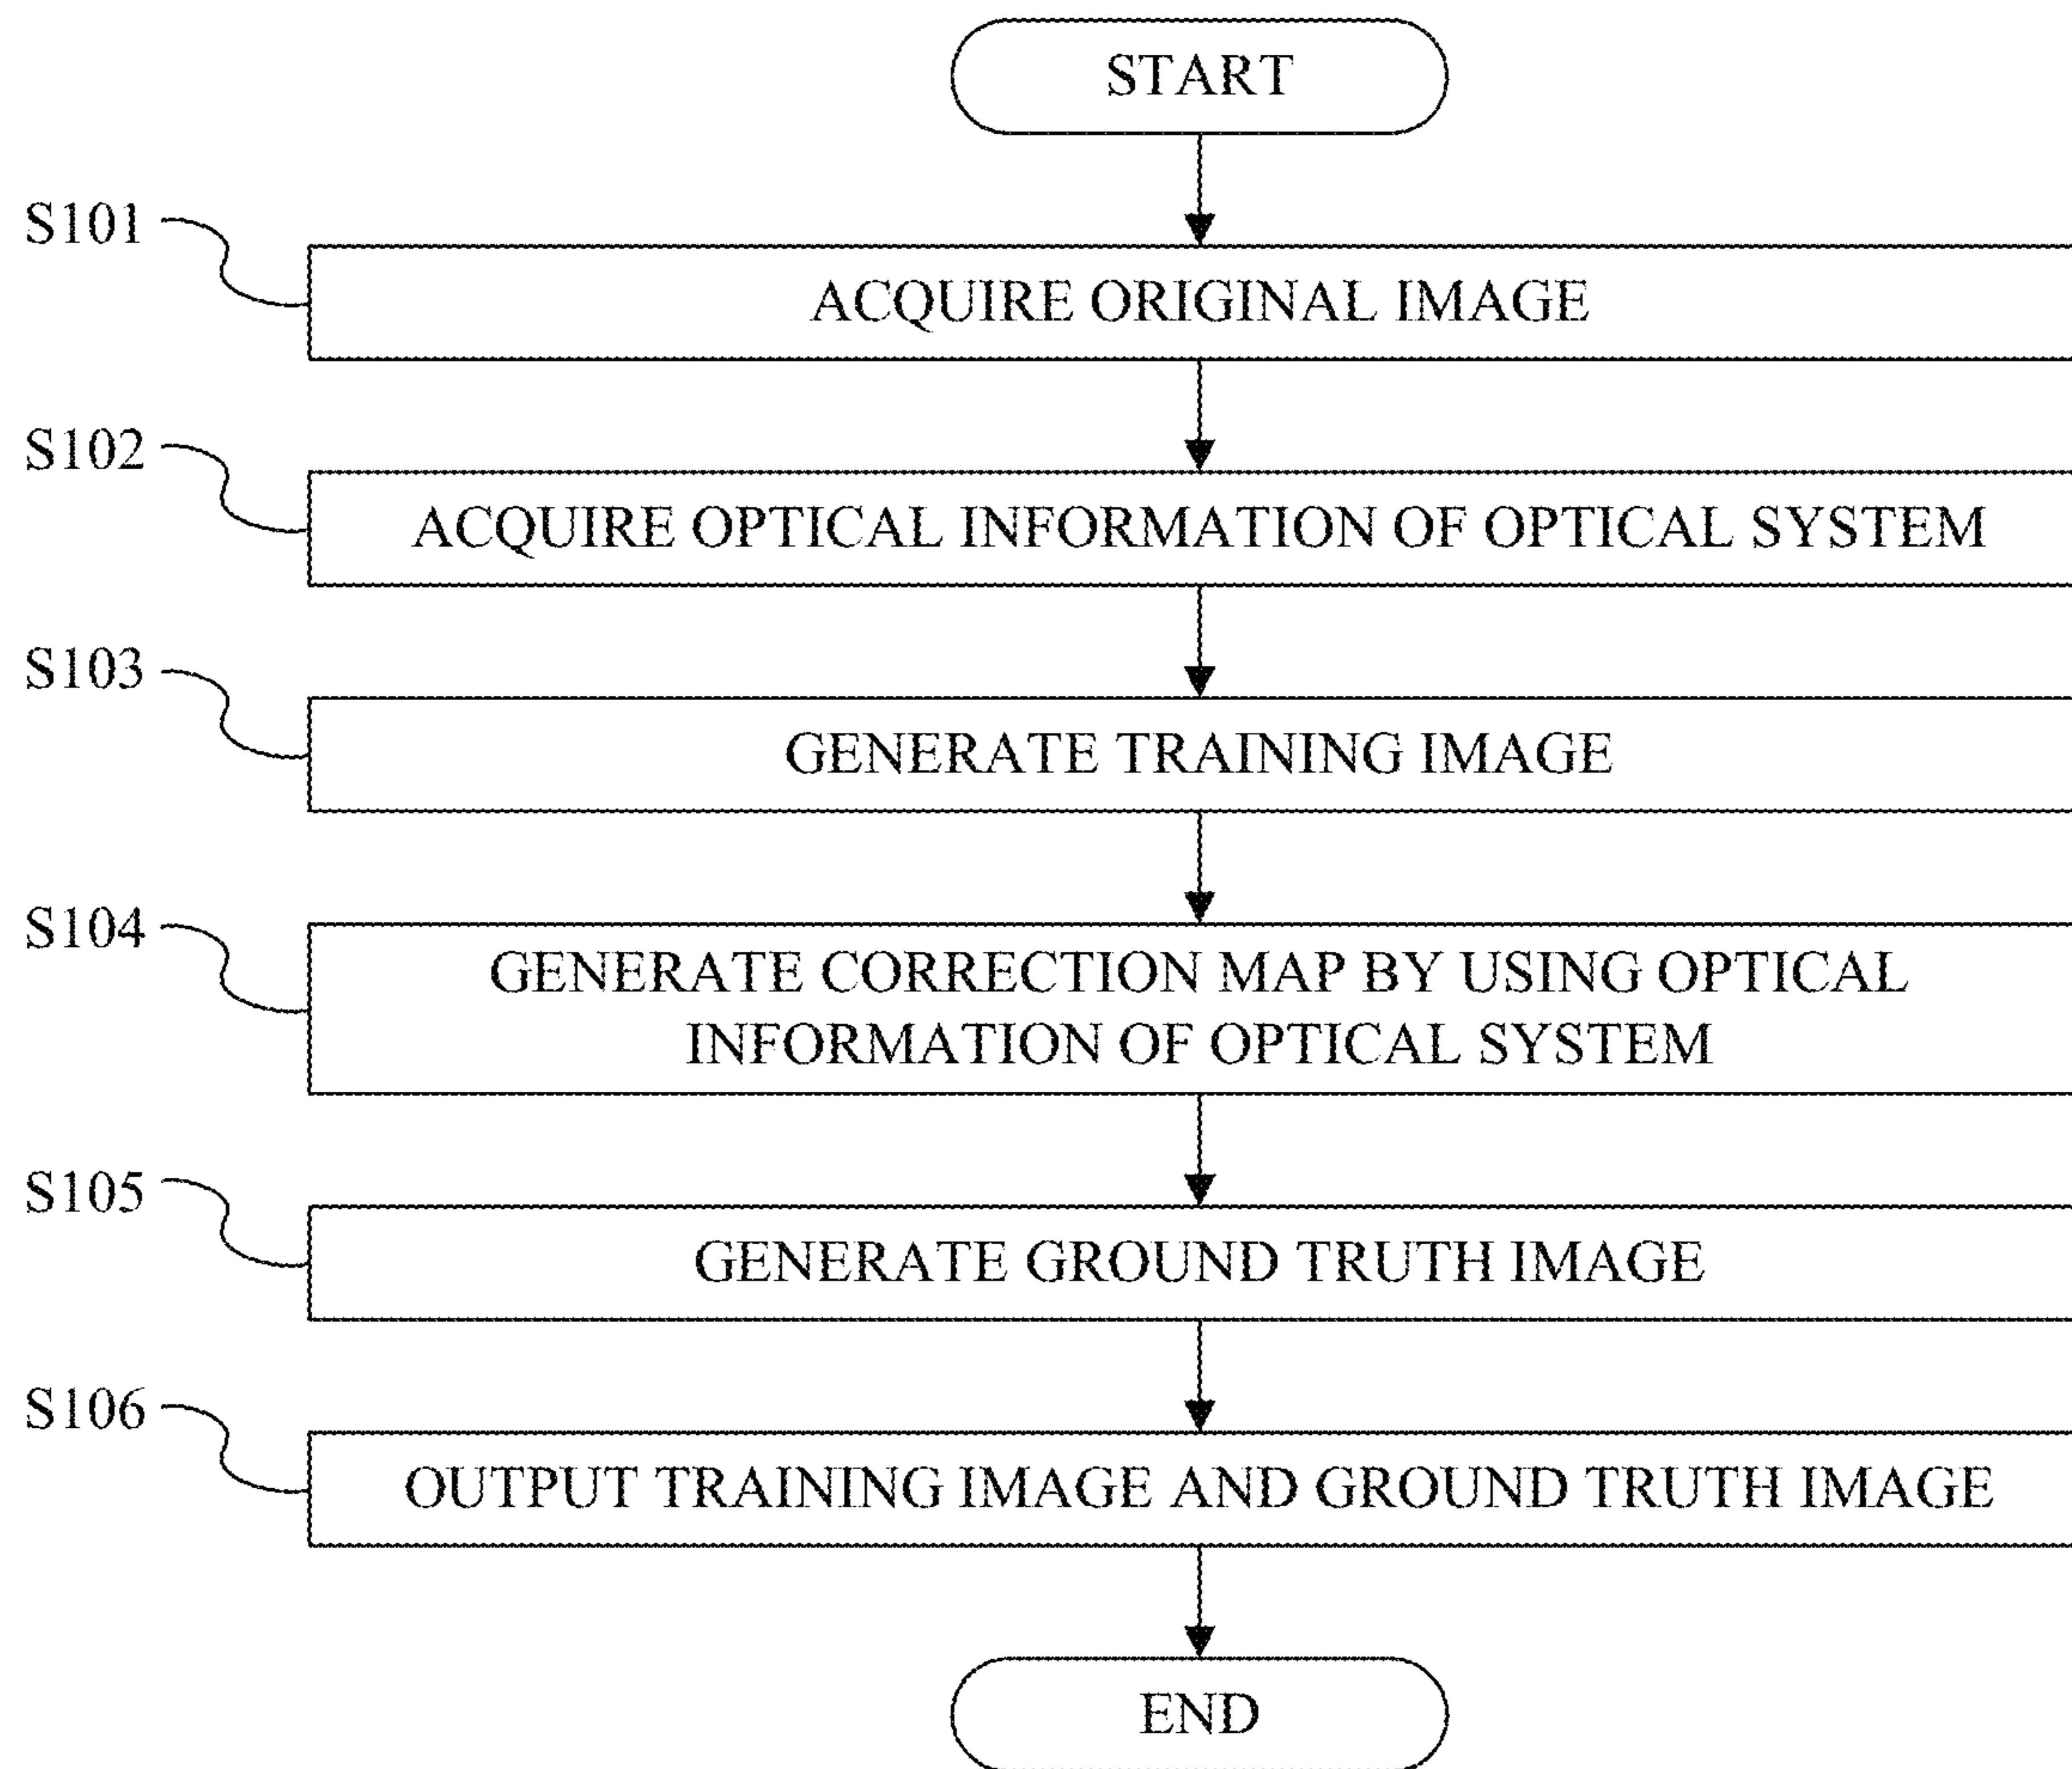 START
S101
ACQUIRE ORIGINAL IMAGE
S102
ACQUIRE OPTICAL INFORMATION OF OPTICAL SYSTEM
S103
GENERATE TRAINING IMAGE
S104
GENERATE CORRECTION MAP BY USING OPTICAL
INFORMATION OF OPTICAL SYSTEM
S105
GENERATE GROUND TRUTH IMAGE
S106
OUTPUT TRAINING IMAGE AND GROUND TRUTH IMAGE
END